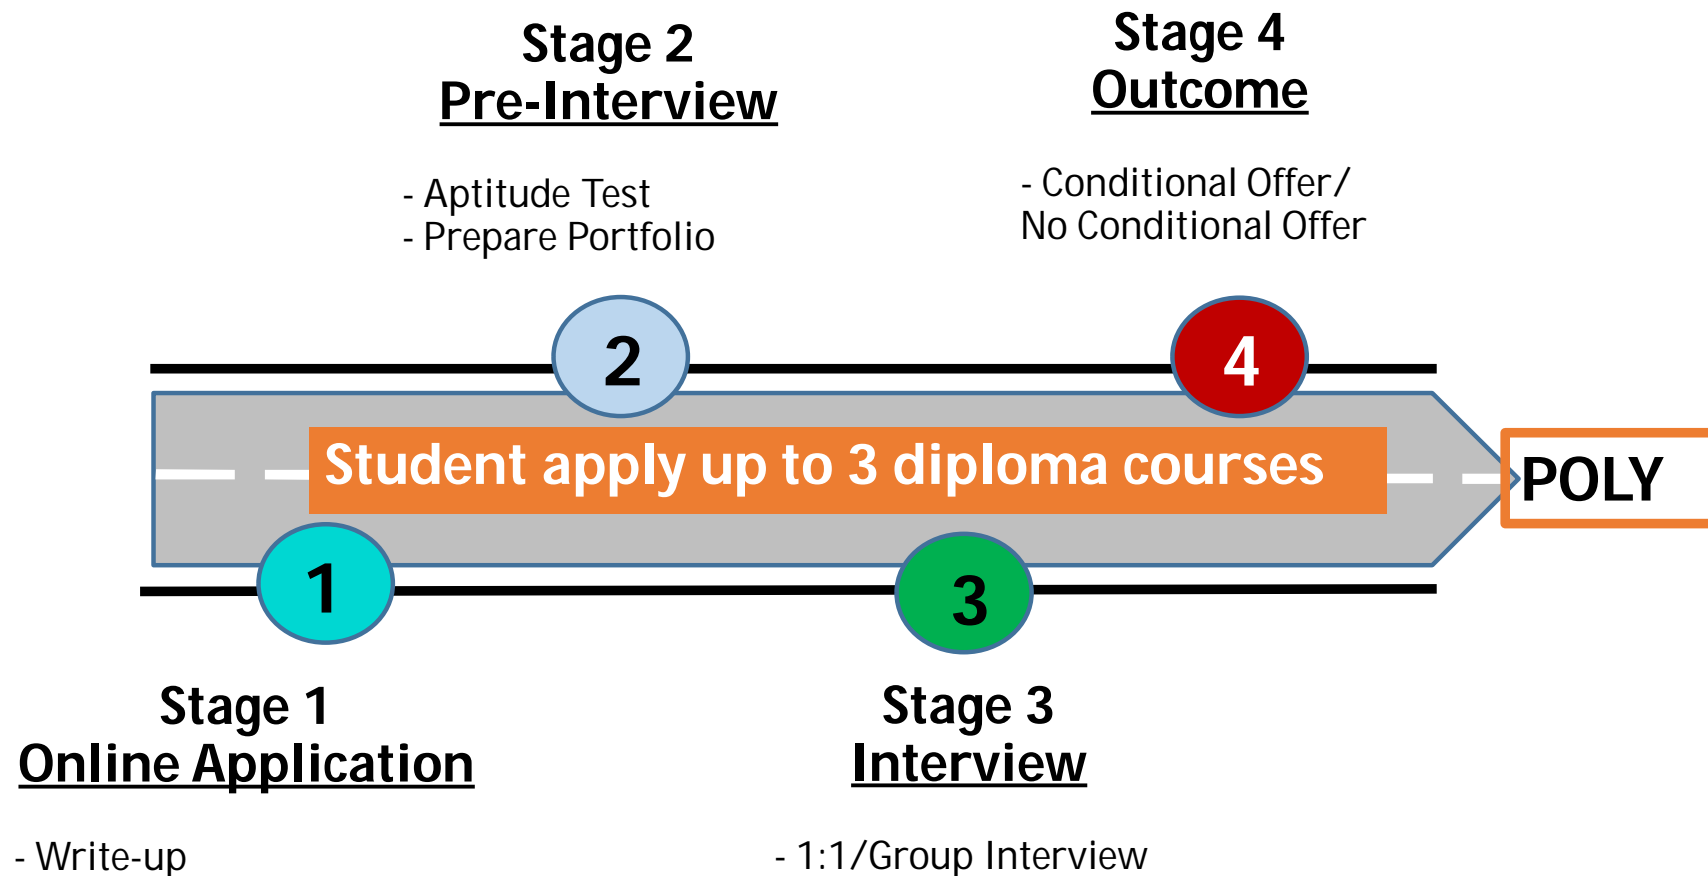 Stage 2
Pre-Interview
- Aptitude Test
- Prepare Portfolio
Stage 4
Outcome
- Conditional Offer/
No Conditional Offer
2
4
Student apply up to 3 diploma courses
POLY
1
3
Stage 1
Online Application
- Write-up
Stage 3
Interview
- 1:1/Group Interview